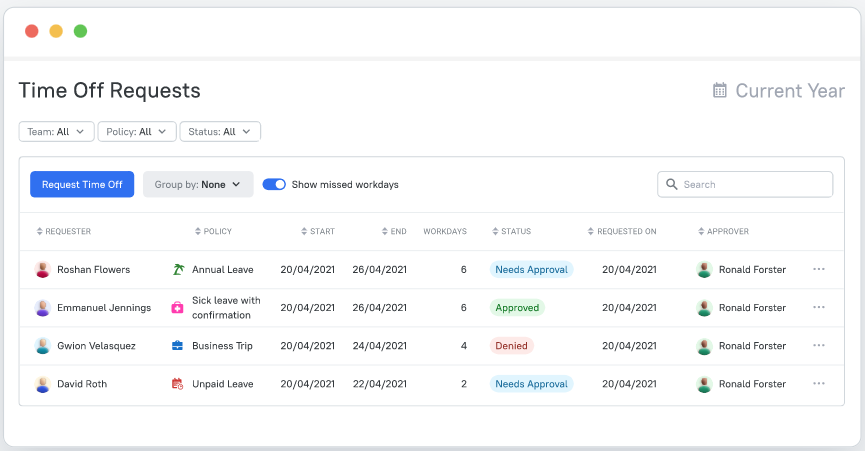 Time Off Requests
Current Year
Team: All
Policy: All
Status: All
Request Time Off
Group by: None
Show missed workdays
Search
REQUESTER POLICY START END WORKDAYS STATUS REQUESTED ON APPROVER
Roshan Flowers Annual Leave 20/04/2021 26/04/2021 6 Needs Approval 20/04/2021 Ronald Forster
Emmanuel Jennings Sick leave with confirmation 20/04/2021 26/04/2021 6 Approved 20/04/2021 Ronald Forster
Gwion Velasquez Business Trip 20/04/2021 24/04/2021 4 Denied 20/04/2021 Ronald Forster
David Roth Unpaid Leave 20/04/2021 22/04/2021 2 Needs Approval 20/04/2021 Ronald Forster